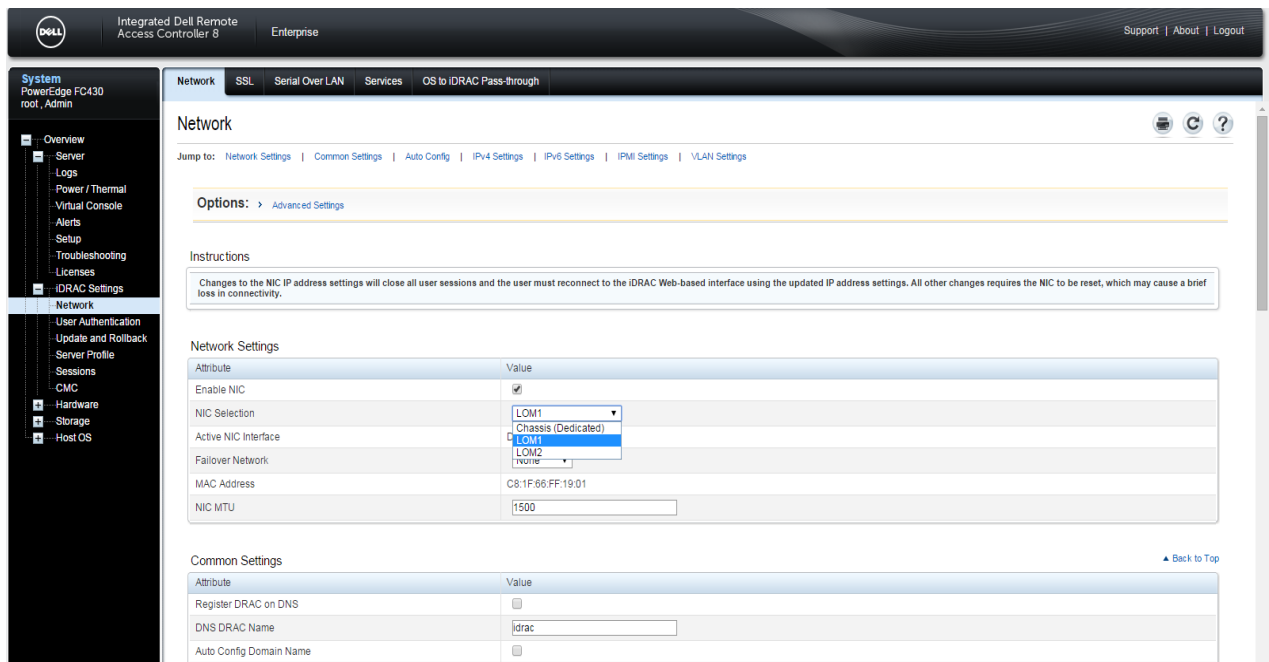 DELL
Integrated Dell Remote
Access Controller 8
Enterprise
Support | About | Logout
System
PowerEdge FC430
root , Admin
Overview
Server
Logs
Power / Thermal
Virtual Console
Alerts
Setup
Troubleshooting
Licenses
iDRAC Settings
Network
User Authentication
Update and Rollback
Server Profile
Sessions
CMC
Hardware
Storage
Host OS
Network SSL Serial Over LAN Services OS to iDRAC Pass-through
Network
Jump to: Network Settings | Common Settings | Auto Config | IPv4 Settings | IPv6 Settings | IPMI Settings | VLAN Settings
Options: › Advanced Settings
Instructions
Changes to the NIC IP address settings will close all user sessions and the user must reconnect to the iDRAC Web-based interface using the updated IP address settings. All other changes requires the NIC to be reset, which may cause a brief
loss in connectivity.
Network Settings
Attribute Value
Enable NIC
NIC Selection LOM1
Chassis (Dedicated)
LOM1
LOM2
Active NIC Interface
Failover Network None
MAC Address C8:1F:66:FF:19:01
NIC MTU 1500
Common Settings
▲ Back to Top
Attribute Value
Register DRAC on DNS
DNS DRAC Name idrac
Auto Config Domain Name